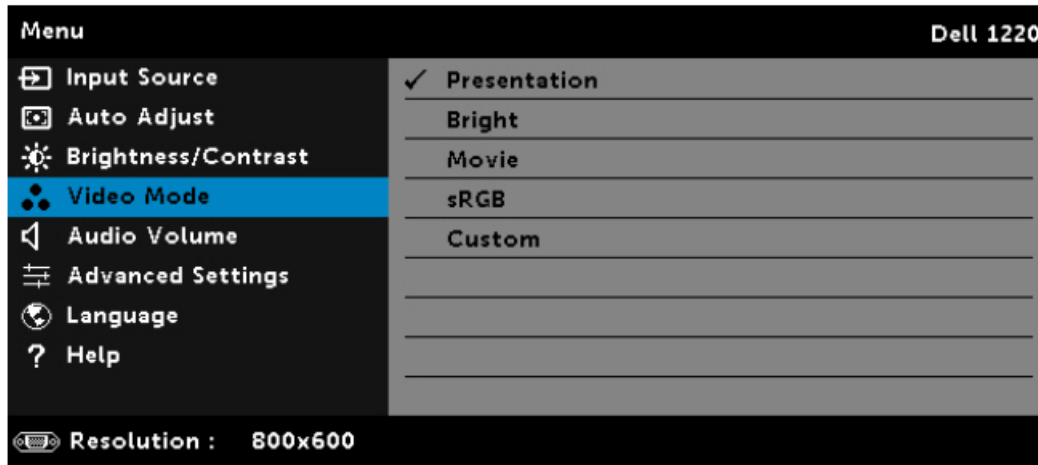 Menu Dell 1220
Input Source
Auto Adjust
Brightness/Contrast
Video Mode
Audio Volume
Advanced Settings
Language
? Help
✓ Presentation
Bright
Movie
sRGB
Custom
Resolution : 800x600